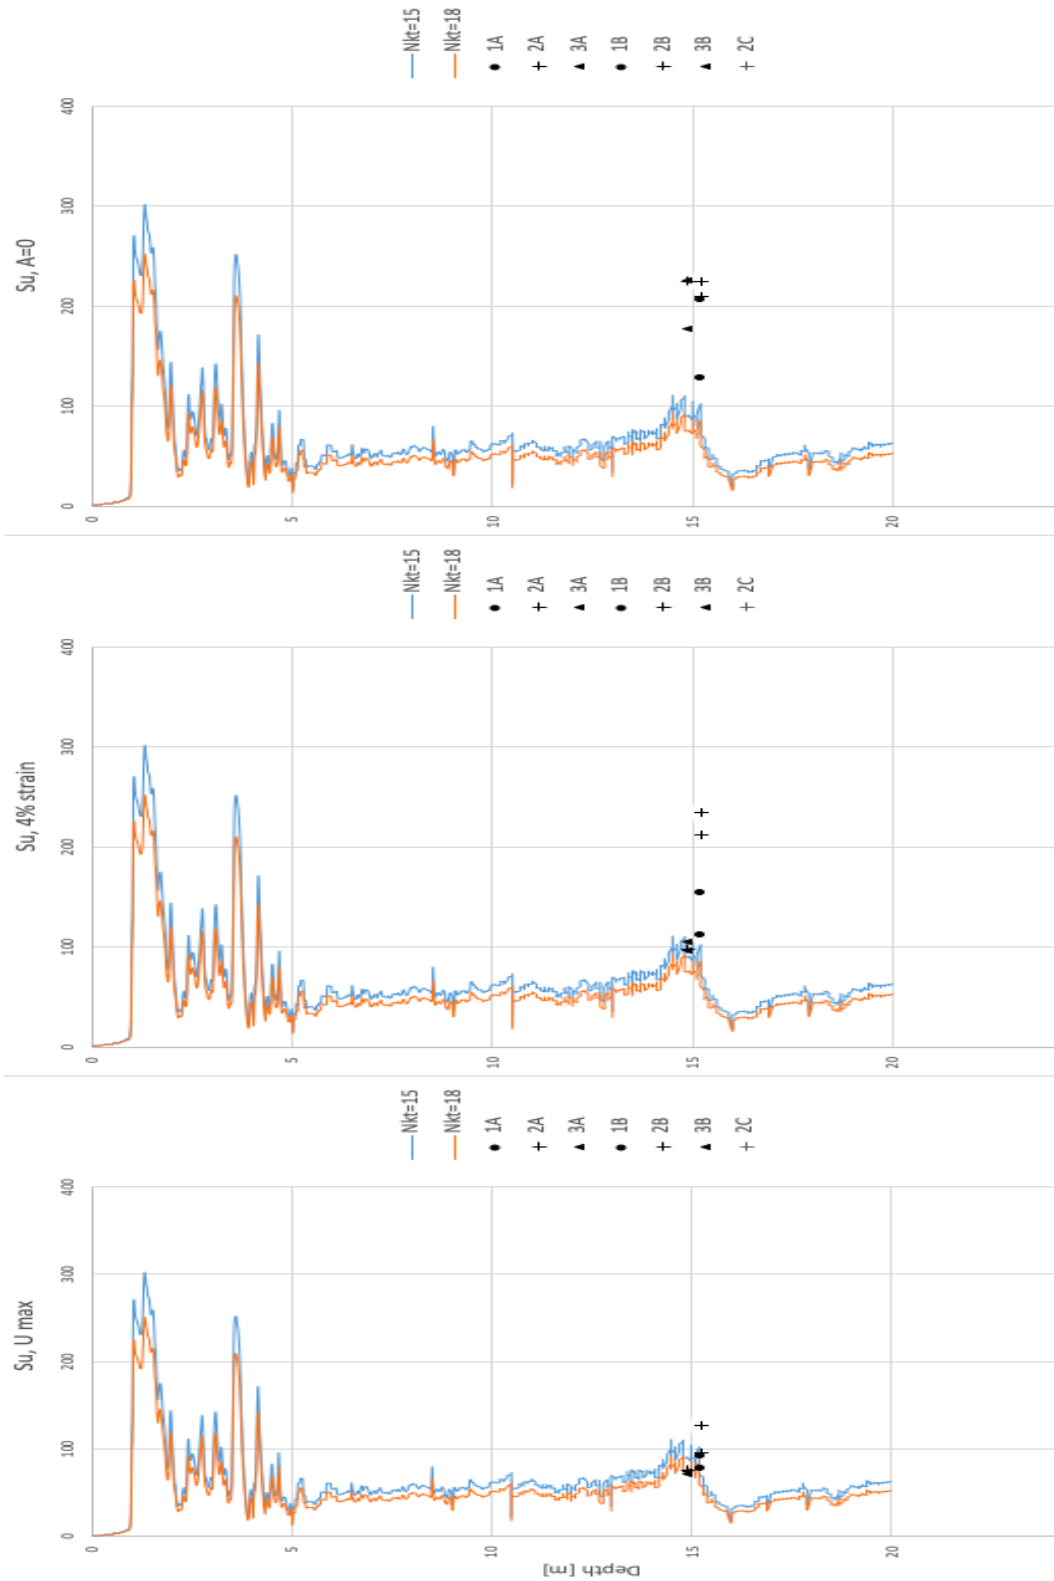 Su, U max
0
100
200
300
400
0
5
10
15
20
Depth [m]
Nkt=15
Nkt=18
1A
2A
3A
1B
2B
3B
2C
Su, 4% strain
0
100
200
300
400
0
5
10
15
20
Nkt=15
Nkt=18
1A
2A
3A
1B
2B
3B
2C
Su, A=0
0
100
200
300
400
0
5
10
15
20
Nkt=15
Nkt=18
1A
2A
3A
1B
2B
3B
2C